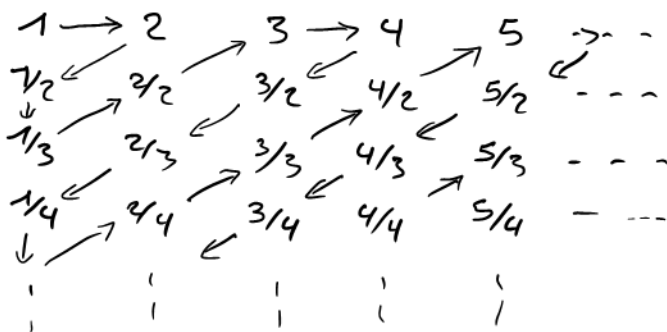 1 → 2 3 → 4 5 → - -
1/2 2/2 3/2 4/2 5/2 - - -
1/3 2/3 3/3 4/3 5/3 - - -
1/4 2/4 3/4 4/4 5/4 - ---